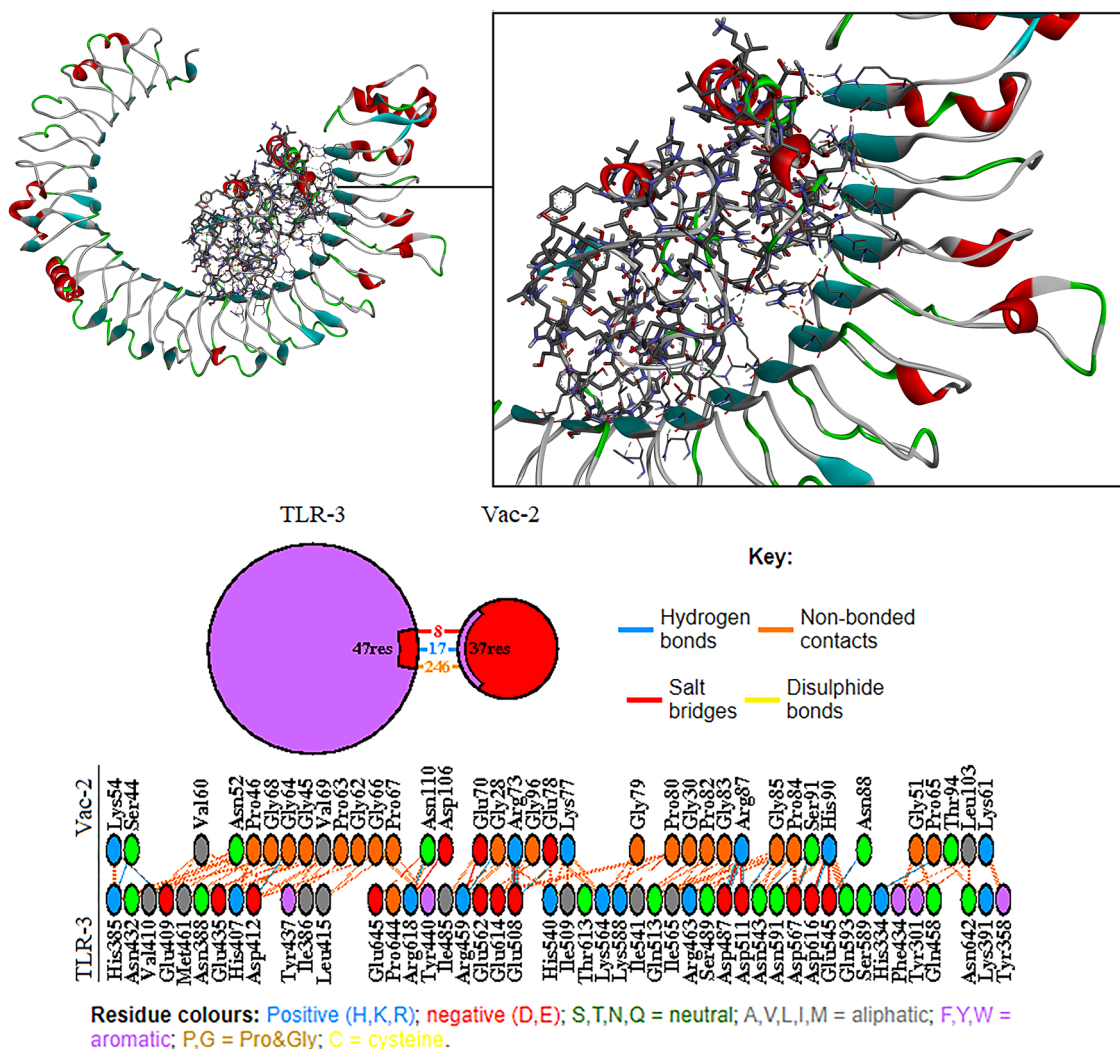 TLR-3 Vac-2
Key:
47res 8 17 246 37res
Hydrogen bonds
Non-bonded contacts
Salt bridges
Disulphide bonds
Vac-2
Lys54 Ser44 Val60 Asn52 Pro46 Gly68 Gly64 Gly45 Val69 Pro63 Gly62 Gly66 Pro67 Asn110 Asp106 Glu70 Gly28 Arg73 Gly96 Glu78 Lys77 Gly79 Pro80 Gly30 Pro82 Gly83 Arg87 Gly85 Pro84 Ser91 His90 Asn88 Gly51 Pro65 Thr94 Leu103 Lys61
TLR-3
His385 Asn432 Val410 Glu409 Met461 Asn388 Glu435 His407 Asp412 Tyr437 Ile386 Leu415 Glu645 Pro644 Arg618 Tyr440 Ile485 Arg459 Glu562 Gly614 Glu508 His540 Ile509 Thr613 Lys564 Lys588 Ile541 Gln513 Ile565 Arg463 Ser489 Asp487 Asp511 Asn543 Asn591 Asp567 Asp616 Glu545 Gln593 Ser589 His334 Phe434 Tyr301 Gln458 Asn642 Lys391 Tyr358
Residue colours: Positive (H,K,R); negative (D,E); S,T,N,Q = neutral; A,V,L,I,M = aliphatic; F,Y,W =
aromatic; P,G = Pro&Gly; C = cysteine.